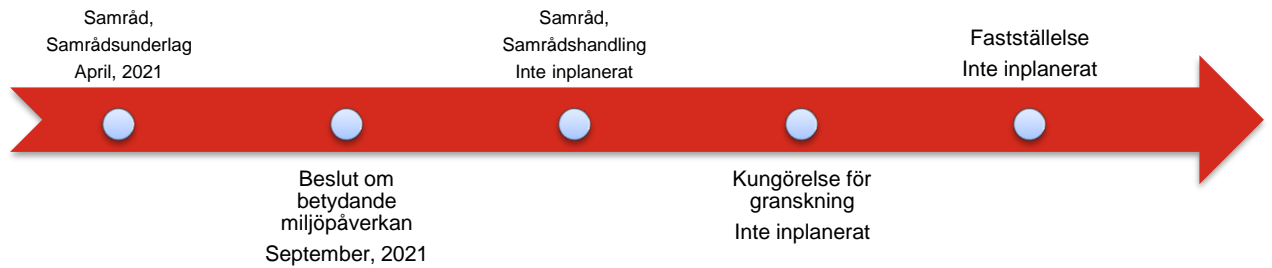 Samråd,
Samrådsunderlag
April, 2021
Beslut om
betydande
miljöpåverkan
September, 2021
Samråd,
Samrådshandling
Inte inplanerat
Kungörelse för
granskning
Inte inplanerat
Fastställelse
Inte inplanerat